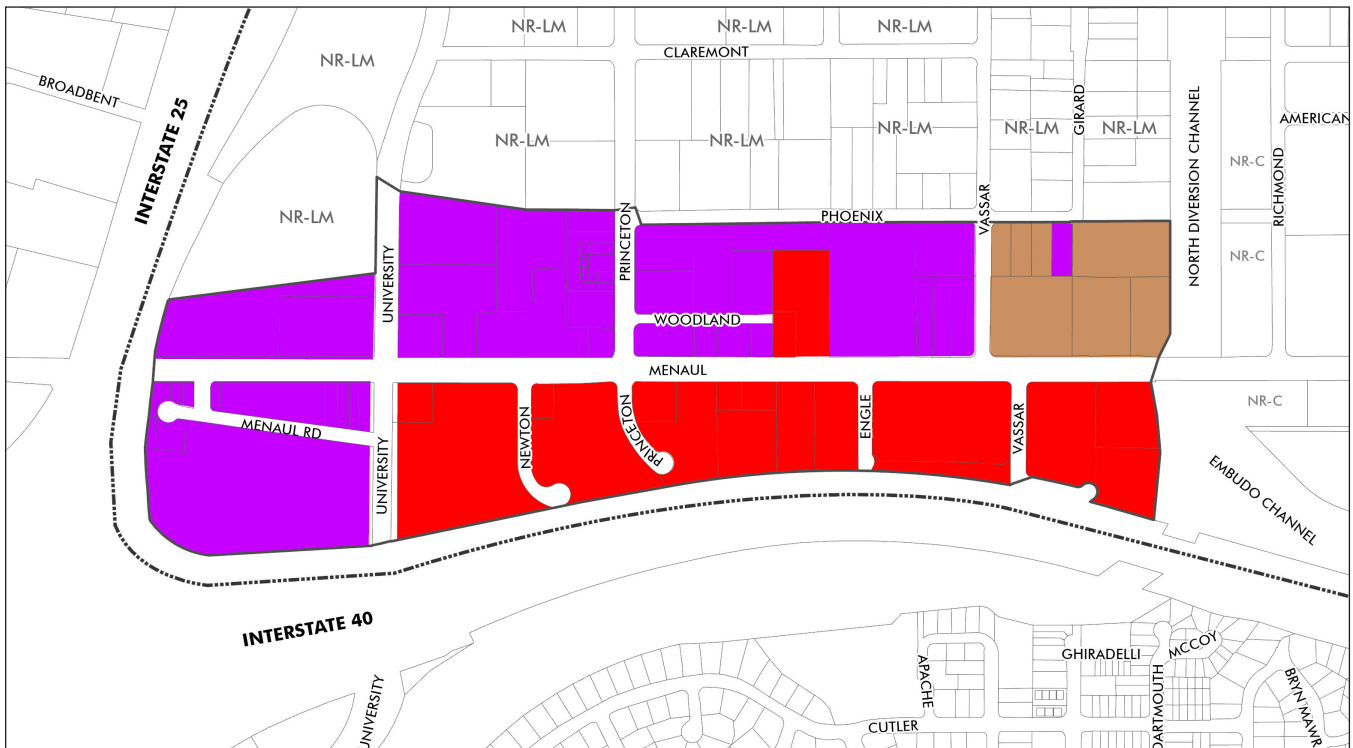 NR-LM
NR-LM
NR-LM
CLAREMONT
NR-LM
BROADBENT
INTERSTATE 25
NORTH DIVERSION CHANNEL
GIRARD
AMERICAN
NR-LM
NR-LM
NR-LM
NR-LM
NR-LM
NR-C
RICHMOND
NR-LM
PRINCETON
PHOENIX
VASSAR
NR-C
UNIVERSITY
WOODLAND
MENAUL
NR-C
MENAUL RD
NEWTON
PRINCETON
ENGLE
VASSAR
UNIVERSITY
EMBUDO CHANNEL
INTERSTATE 40
GHIRADELLI
MCCOY
APACHE
UNIVERSITY
DARTMOUTH
BRYN MAWR
CUTLER